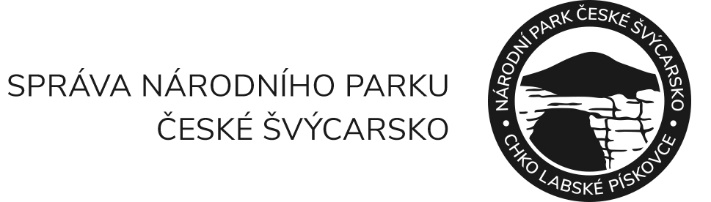 SPRÁVA NÁRODNÍHO PARKU
ČESKÉ ŠVÝCARSKO
NÁRODNÍ PARK ČESKÉ ŠVÝCARSKO
CHKO LABSKÉ PÍSKOVCE